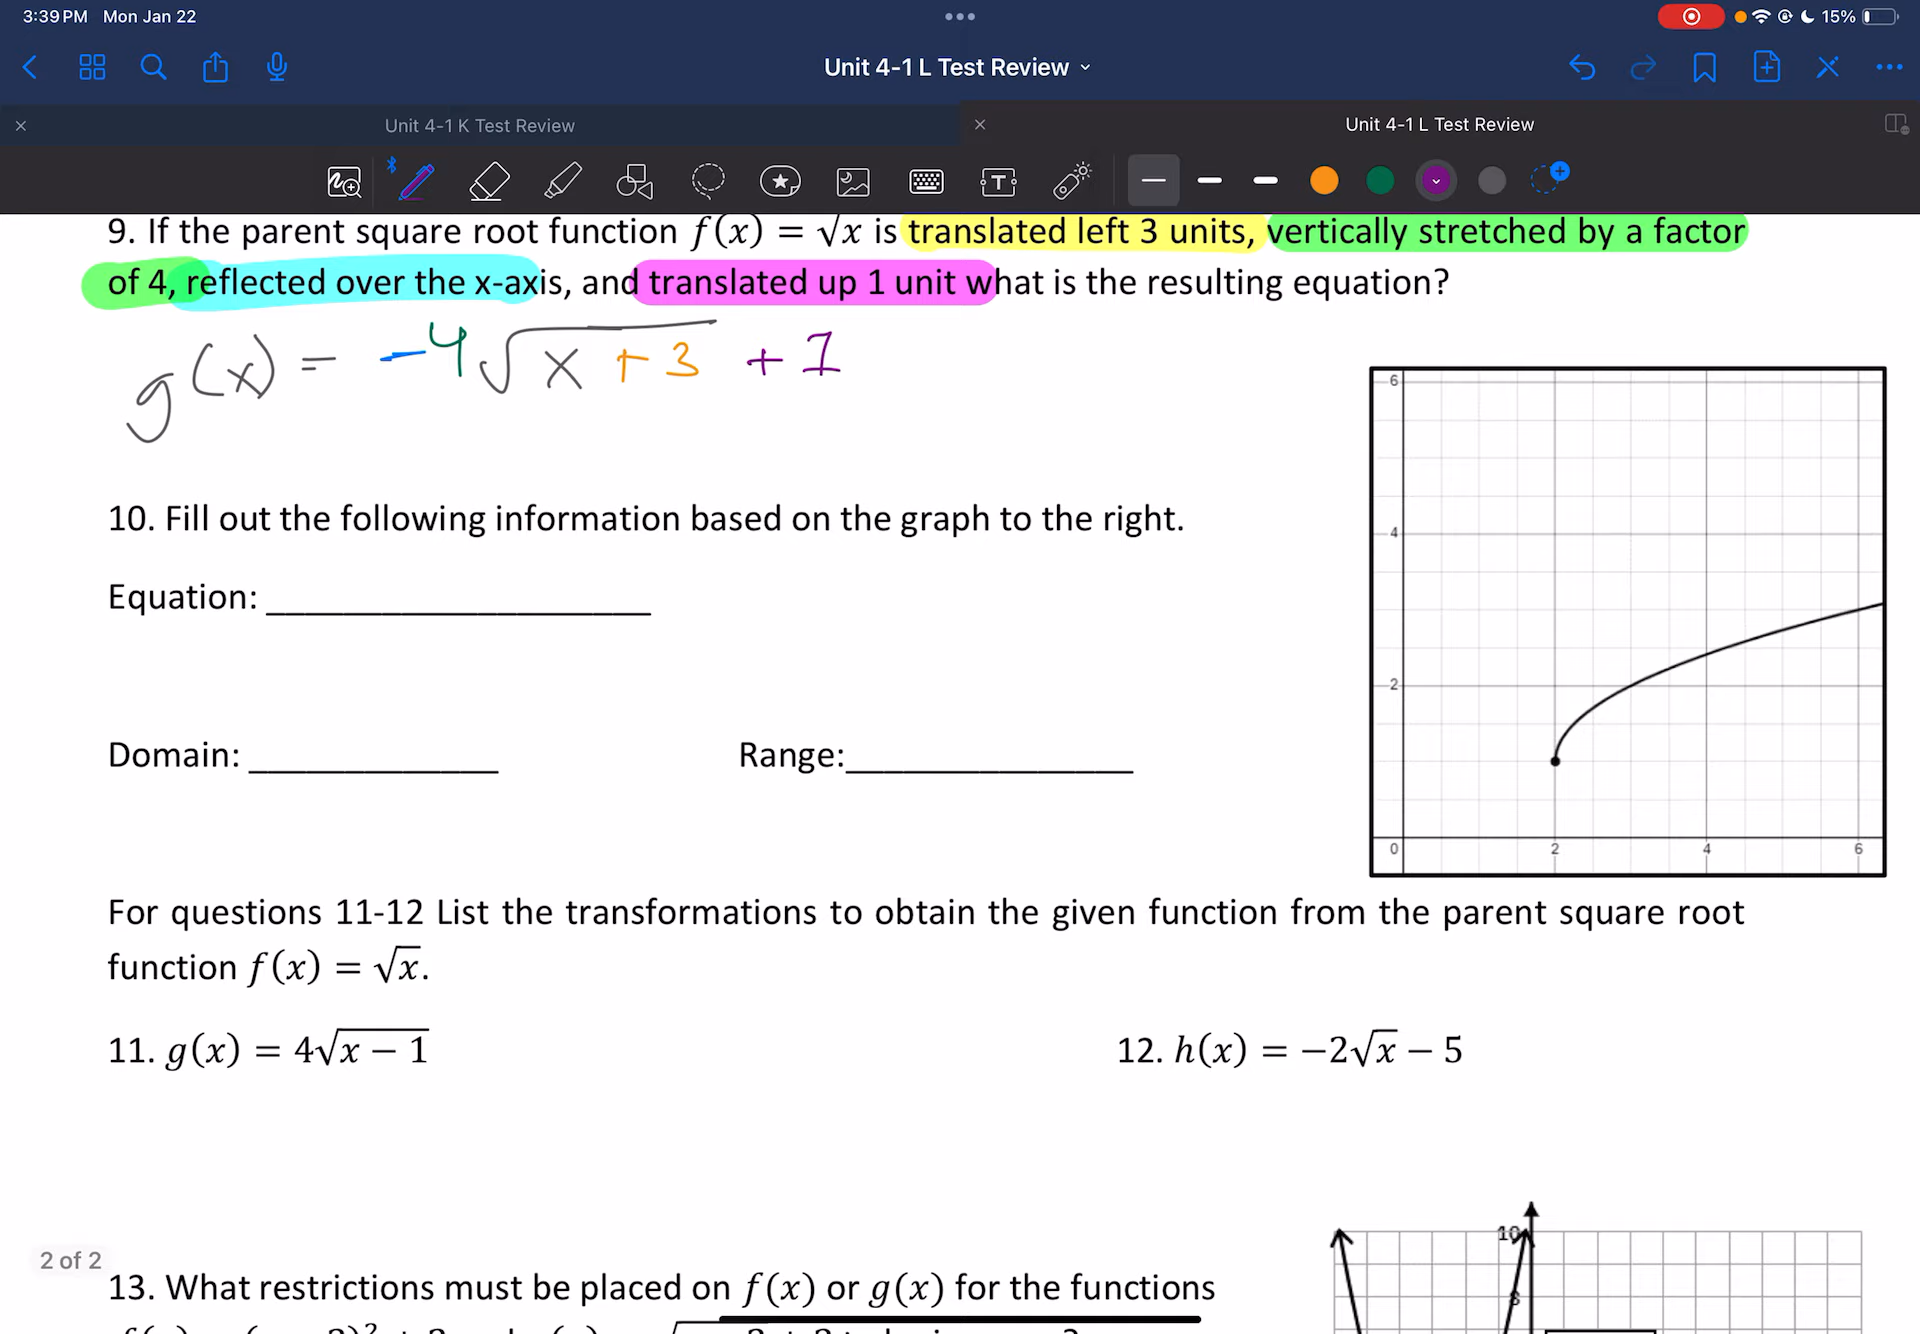 3:39 PM Mon Jan 22
15%
Unit 4-1 L Test Review
Unit 4-1 K Test Review
Unit 4-1 L Test Review
9. If the parent square root function f(x) = √x is translated left 3 units, vertically stretched by a factor
of 4, reflected over the x-axis, and translated up 1 unit what is the resulting equation?
g(x) = -4√(x + 3) + 1
10. Fill out the following information based on the graph to the right.
Equation: ____________________
Domain: _____________ Range:_______________
6
4
2
0 2 4 6
For questions 11-12 List the transformations to obtain the given function from the parent square root
function f(x) = √x.
11. g(x) = 4√(x − 1) 12. h(x) = −2√x − 5
10
8
2 of 2
13. What restrictions must be placed on f(x) or g(x) for the functions